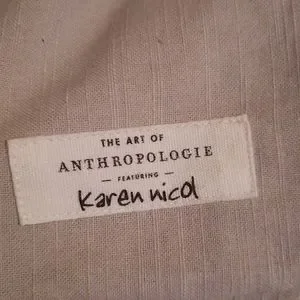 THE ART OF
ANTHROPOLOGIE
— FEATURING —
Karen nicol